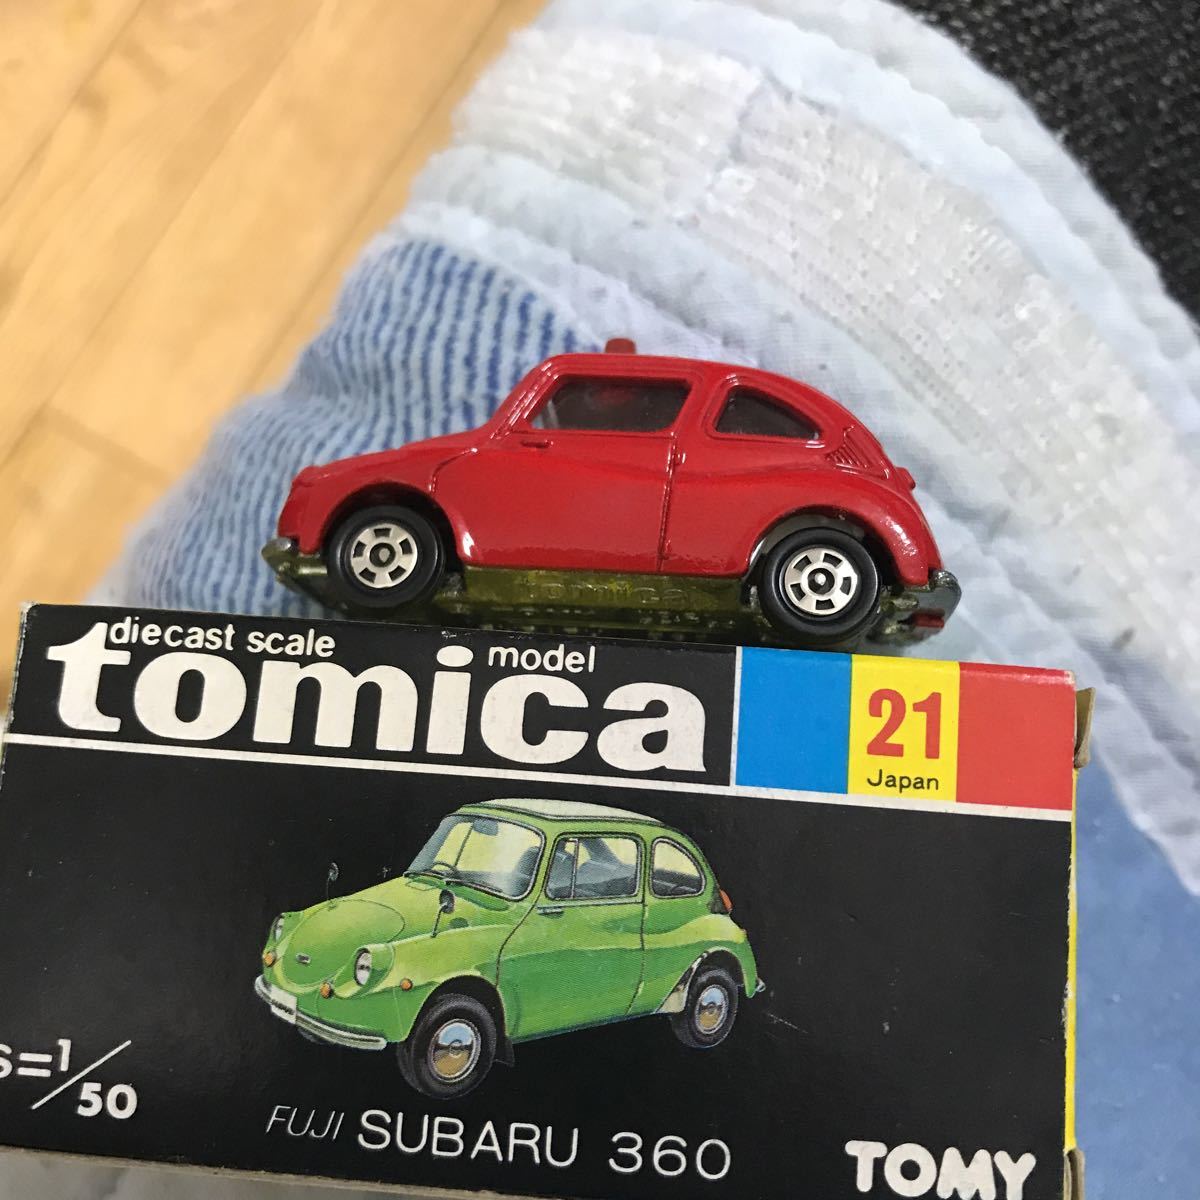 tomica
diecast scale model
tomica
21
Japan
S=1/50
FUJI SUBARU 360
TOMY